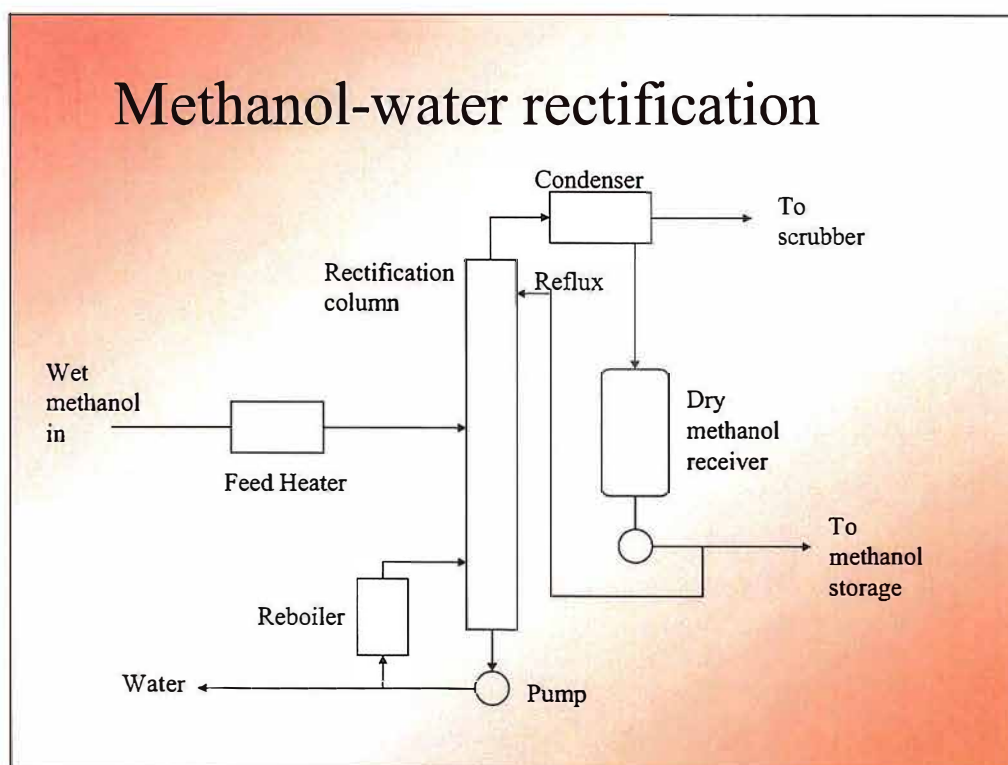 Methanol-water rectification
Condenser
To
scrubber
Rectification
column
Reflux
Wet
methanol
in
Dry
methanol
receiver
Feed Heater
To
methanol
storage
Reboiler
Water
Pump